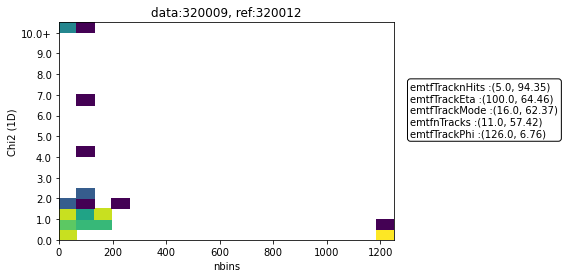 data:320009, ref:320012
10.0+
9.0
8.0
7.0
6.0
5.0
4.0
3.0
2.0
1.0
0.0
Chi2 (1D)
0 200 400 600 800 1000 1200
nbins
emtfTracknHits :(5.0, 94.35)
emtfTrackEta :(100.0, 64.46)
emtfTrackMode :(16.0, 62.37)
emtfnTracks :(11.0, 57.42)
emtfTrackPhi :(126.0, 6.76)